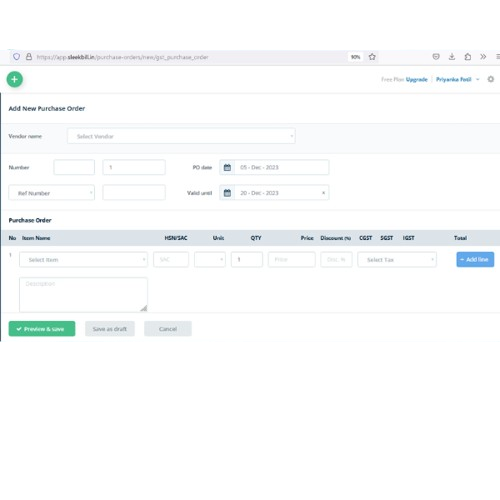 https://app.sleekbill.in/purchase-orders/new/gst_purchase_order 90%
Free Plan Upgrade | Priyanka Patil
Add New Purchase Order
Vendor name Select Vendor
Number 1 PO date 05 - Dec - 2023
Ref Number Valid until 20 - Dec - 2023 ×
Purchase Order
No Item Name HSN/SAC Unit QTY Price Discount (%) CGST SGST IGST Total
1 Select Item SAC 1 Price Disc. % Select Tax + Add line
Description
Preview & save Save as draft Cancel